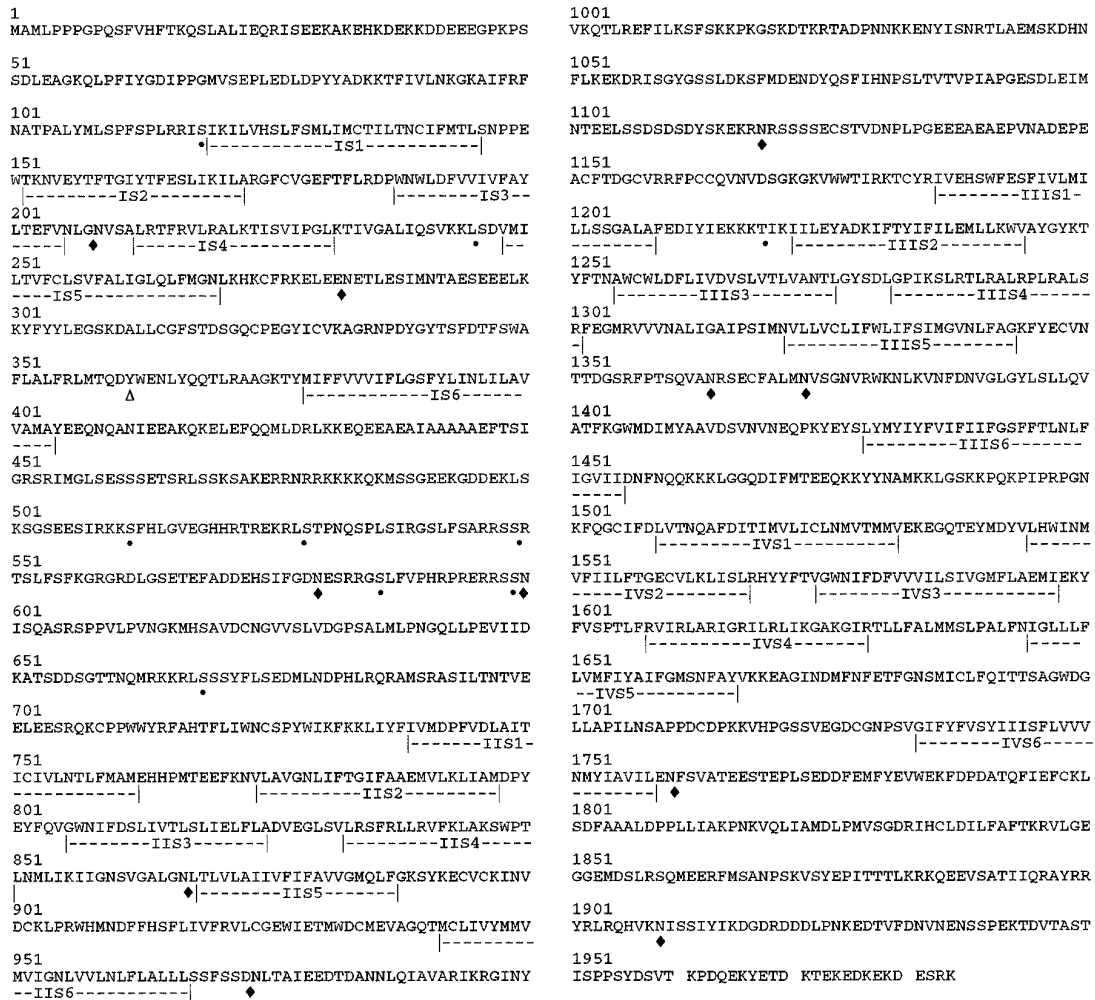 1
MAMLPPPGPQSFVHFTKQSLALIEQRISEEKAKEHKDEKKDDEEEGPKPS
51
SDLEAGKQLPFIYGDIPPGMVSEPLEDLDPYYADKKTFIVLNKGKAIFRF
101
NATPALYMLSPFSPLRRISIKILVHSLFSMLIMCTILTNCIFMTLSNPPE
•|------------IS1-----------|
151
WTKNVEYTFTGIYTFESLIKILARGFCVGEFTFLRDPWNWLDFVVIVFAY
|---------IS2---------| |--------IS3-
201
LTEFVNLGNVSALRTFRVLRALKTISVIPGLKTIVGALIQSVKKLSDVMI
-----| ♦ |------IS4----------| • |--
251
LTVFCLSVFALIGLQLFMGNLKHKCFRKELEENETLESIMNTAESEEELK
----IS5-------------| ♦
301
KYFYYLEGSKDALLCGFSTDSGQCPEGYICVKAGRNPDYGYTSFDTFSWA
351
FLALFRLMTQDYWENLYQQTLRAAGKTYMIFFVVVIFLGSFYLINLILAV
Δ |------------IS6------
401
VAMAYEEQNQANIEEAKQKELEFQQMLDRLKKEQEEAEAIAAAAAEFTSI
----|
451
GRSRIMGLSESSSETSRLSSKSAKERRNRRKKKKQKMSSGEEKGDDEKLS
501
KSGSEESIRKKSFHLGVEGHHRTREKRLSTPNQSPLSIRGSLFSARRSSR
• • •
551
TSLFSFKGRGRDLGSETEFADDEHSIFGDNESRRGSLFVPHRPRERRSSN
♦ • •♦
601
ISQASRSPPVLPVNGKMHSAVDCNGVVSLVDGPSALMLPNGQLLPEVIID
651
KATSDDSGTTNQMRKKRLSSSYFLSEDMLNDPHLRQRAMSRASILTNTVE
•
701
ELEESRQKCPPWWYRFAHTFLIWNCSPYWIKFKKLIYFIVMDPFVDLAIT
|-------IIS1-
751
ICIVLNTLFMAMEHHPMTEEFKNVLAVGNLIFTGIFAAEMVLKLIAMDPY
------------| |----------IIS2---------|
801
EYFQVGWNIFDSLIVTLSLIELFLADVEGLSVLRSFRLLRVFKLAKSWPT
|--------IIS3-------| |---------IIS4----
851
LNMLIKIIGNSVGALGNLTLVLAIIVFIFAVVGMQLFGKSYKECVCKINV
| ♦|--------IIS5-------|
901
DCKLPRWHMNDFFHSFLIVFRVLCGEWIETMWDCMEVAGQTMCLIVYMMV
|---------
951
MVIGNLVVLNLFLALLLSSFSSDNLTAIEEDTDANNLQIAVARIKRGINY
--IIS6-----------| ♦
1001
VKQTLREFILKSFSKKPKGSKDTKRTADPNNKKENYISNRTLAEMSKDHN
1051
FLKEKDRISGYGSSLDKSFMDENDYQSFIHNPSLTVTVPIAPGESDLEIM
1101
NTEELSSDSDSDYSKEKRNRSSSSECSTVDNPLPGEEEAEAEPVNADEPE
♦
1151
ACFTDGCVRRFPCCQVNVDSGKGKVWWTIRKTCYRIVEHSWFESFIVLMI
|--------IIIS1-
1201
LLSSGALAFEDIYIEKKKTIKIILEYADKIFTYIFILEMLLKWVAYGYKT
--------| • |---------IIIS2--------|
1251
YFTNAWCWLDFLIVDVSLVTLVANTLGYSDLGPIKSLRTLRALRPLRALS
|-------IIIS3--------| |--------IIIS4------
1301
RFEGMRVVVNALIGAIPSIMNVLLVCLIFWLIFSIMGVNLFAGKFYECVN
-| |---------IIIS5--------|
1351
TTDGSRFPTSQVANRSECFALMNVSGNVRWKNLKVNFDNVGLGYLSLLQV
♦ ♦
1401
ATFKGWMDIMYAAVDSVNVNEQPKYEYSLYMYIYFVIFIIFGSFFTLNLF
|---------IIIS6-------
1451
IGVIIDNFNQQKKKLGGQDIFMTEEQKKYYNAMKKLGSKKPQKPIPRPGN
-----|
1501
KFQGCIFDLVTNQAFDITIMVLICLNMVTMMVEKEGQTEYMDYVLHWINM
|---------IVS1----------| |------
1551
VFIILFTGECVLKLISLRHYYFTVGWNIFDFVVVILSIVGMFLAEMIEKY
-----IVS2--------| |--------IVS3----------|
1601
FVSPTLFRVIRLARIGRILRLIKGAKGIRTLLFALMMSLPALFNIGLLLF
|---------IVS4-------| |-----
1651
LVMFIYAIFGMSNFAYVKKEAGINDMFNFETFGNSMICLFQITTSAGWDG
--IVS5----------|
1701
LLAPILNSAPPDCDPKKVHPGSSVEGDCGNPSVGIFYFVSYIIISFLVVV
|-------IVS6----
1751
NMYIAVILENFSVATEESTEPLSEDDFEMFYEVWEKFDPDATQFIEFCKL
--------| ♦
1801
SDFAAALDPPLLIAKPNKVQLIAMDLPMVSGDRIHCLDILFAFTKRVLGE
1851
GGEMDSLRSQMEERFMSANPSKVSYEPITTTLKRKQEEVSATIIQRAYRR
1901
YRLRQHVKNISSIYIKDGDRDDDLPNKEDTVFDNVNENSSPEKTDVTAST
♦
1951
ISPPSYDSVT KPDQEKYETD KTEKEDKEKD ESRK